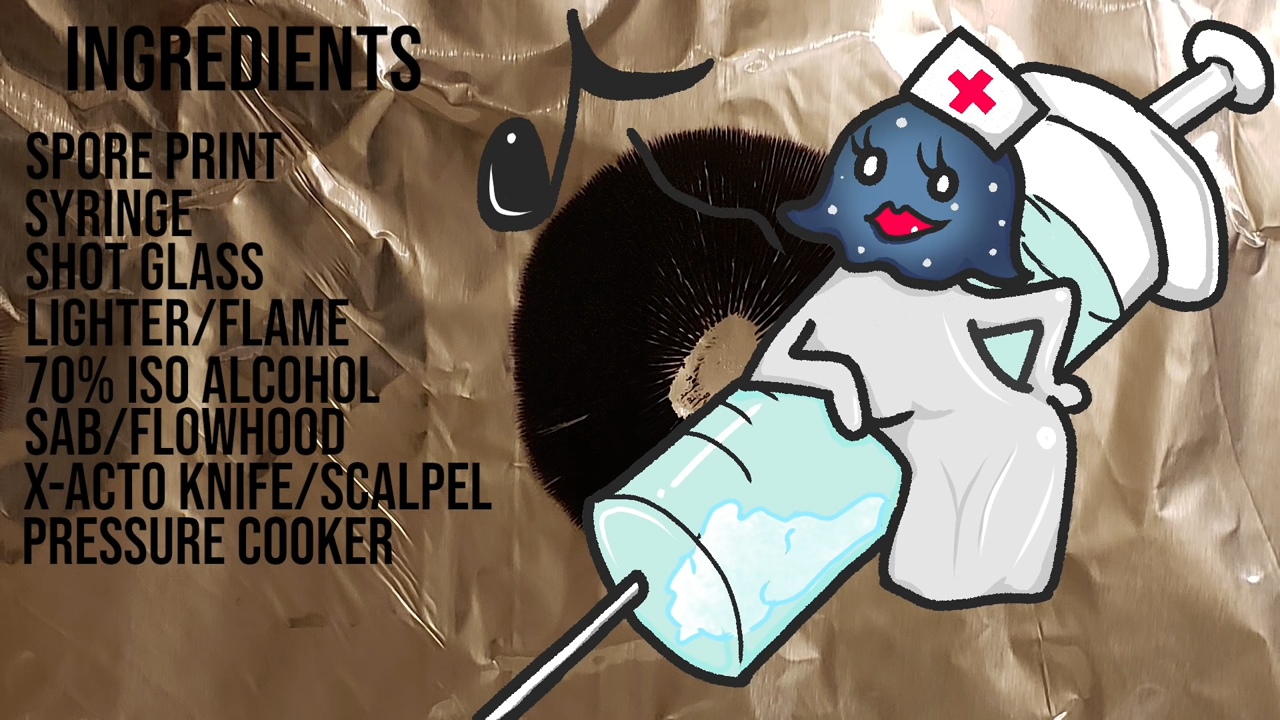 INGREDIENTS
SPORE PRINT
SYRINGE
SHOT GLASS
LIGHTER/FLAME
70% ISO ALCOHOL
SAB/FLOWHOOD
X-ACTO KNIFE/SCALPEL
PRESSURE COOKER